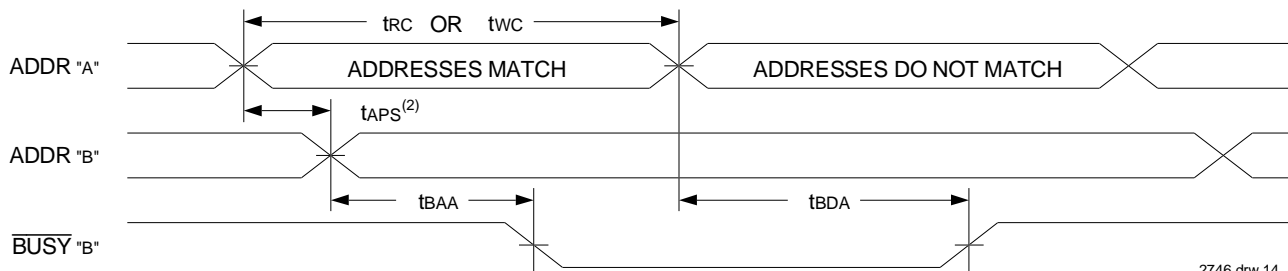 tRC OR tWC
ADDR "A"
ADDRESSES MATCH
ADDRESSES DO NOT MATCH
tAPS(2)
ADDR "B"
tBAA
tBDA
BUSY "B"
2746 drw 14